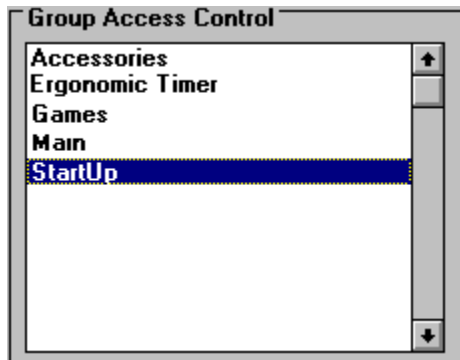 Group Access Control
Accessories
Ergonomic Timer
Games
Main
StartUp